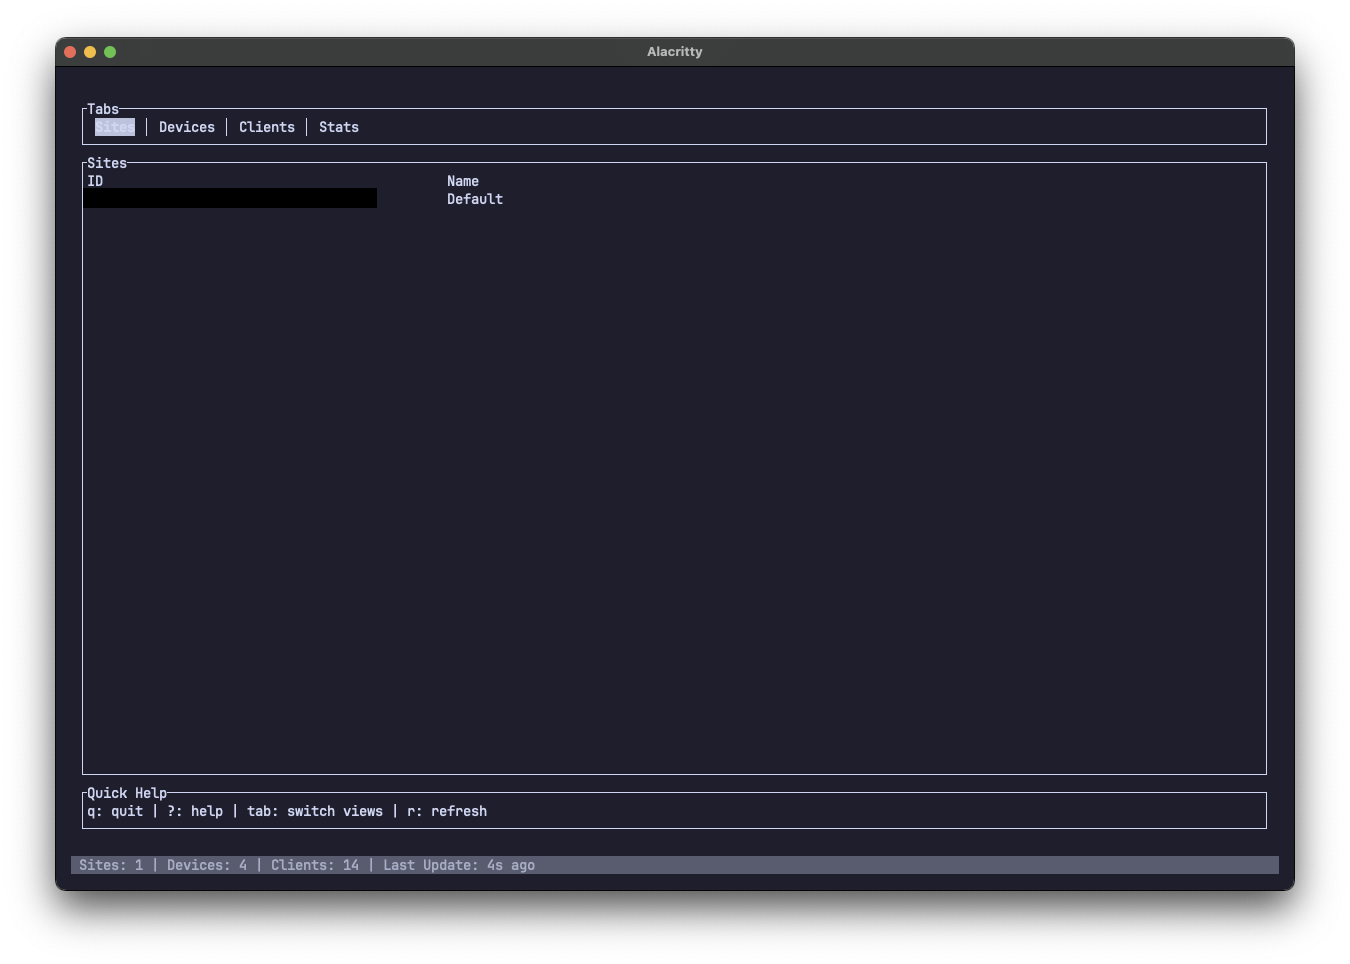 Alacritty
Tabs
Sites │ Devices │ Clients │ Stats
Sites
ID Name
Default
Quick Help
q: quit | ?: help | tab: switch views | r: refresh
Sites: 1 | Devices: 4 | Clients: 14 | Last Update: 4s ago